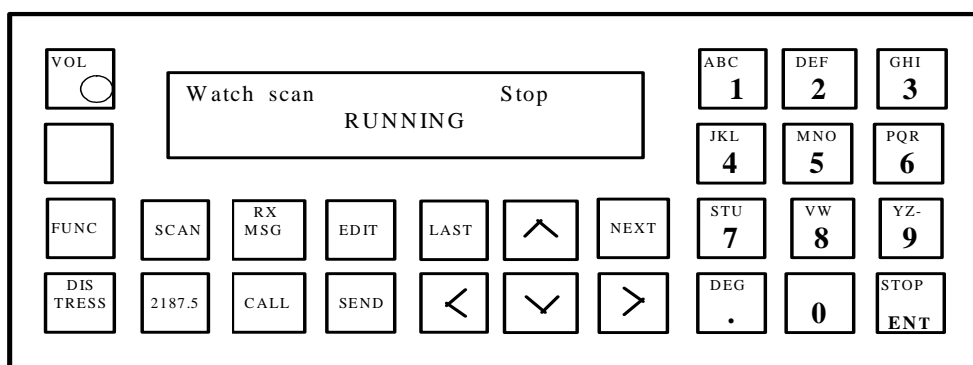 VOL
Watch scan Stop
RUNNING
ABC
1
DEF
2
GHI
3
JKL
4
MNO
5
PQR
6
FUNC
SCAN
RX
MSG
EDIT
LAST
NEXT
STU
7
VW
8
YZ-
9
DIS
TRESS
2187.5
CALL
SEND
DEG
.
0
STOP
ENT